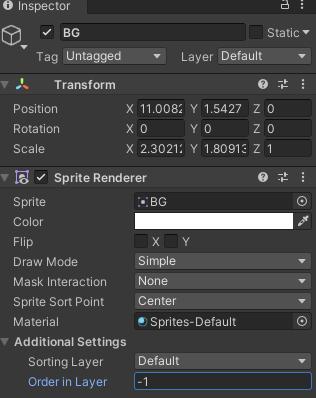 Inspector
BG Static
Tag Untagged Layer Default
Transform
Position X 11.0082 Y 1.5427 Z 0
Rotation X 0 Y 0 Z 0
Scale X 2.30212 Y 1.80913 Z 1
Sprite Renderer
Sprite BG
Color
Flip X Y
Draw Mode Simple
Mask Interaction None
Sprite Sort Point Center
Material Sprites-Default
Additional Settings
Sorting Layer Default
Order in Layer -1